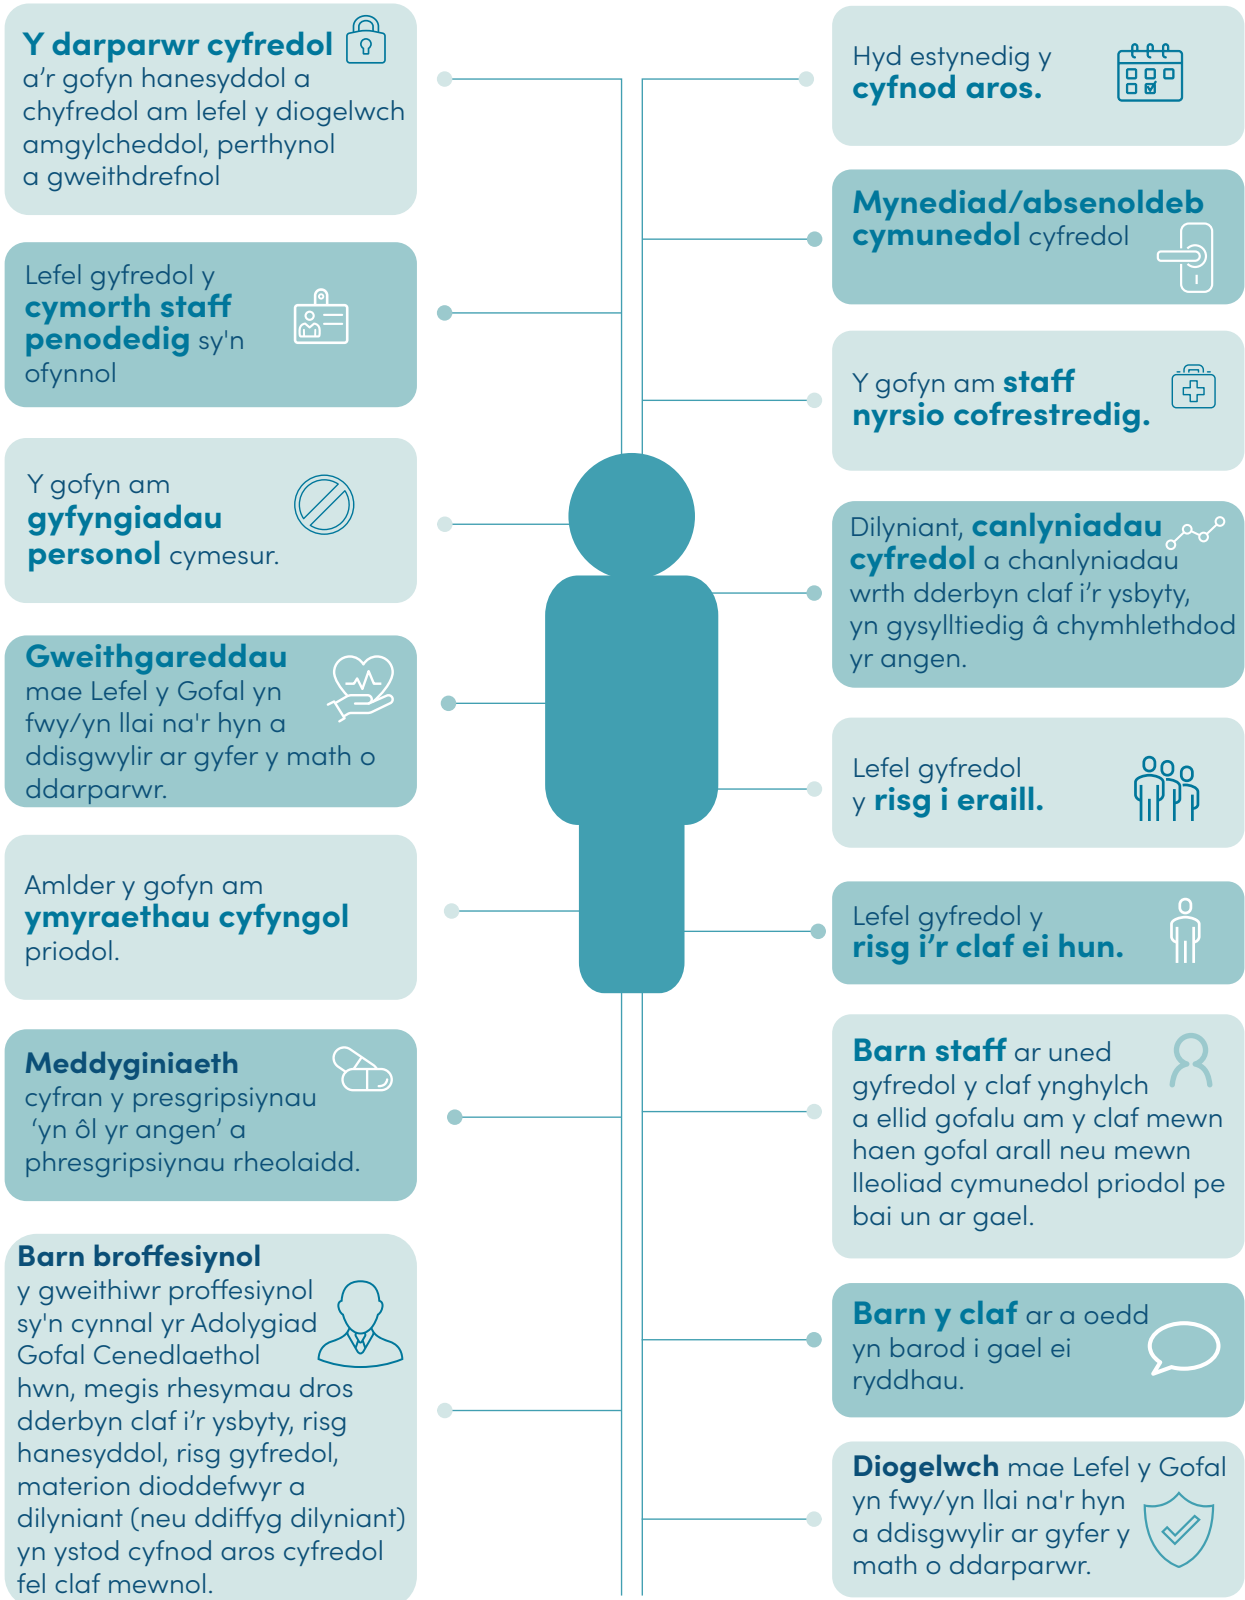 Y darparwr cyfredol
a'r gofyn hanesyddol a
chyfredol am lefel y diogelwch
amgylcheddol, perthynol
a gweithdrefnol
Lefel gyfredol y
cymorth staff
penodedig sy'n
ofynnol
Y gofyn am
gyfyngiadau
personol cymesur.
Gweithgareddau
mae Lefel y Gofal yn
fwy/yn llai na'r hyn a
ddisgwylir ar gyfer y math o
ddarparwr.
Amlder y gofyn am
ymyraethau cyfyngol
priodol.
Meddyginiaeth
cyfran y presgripsiynau
‘yn ôl yr angen’ a
phresgripsiynau rheolaidd.
Barn broffesiynol
y gweithiwr proffesiynol
sy'n cynnal yr Adolygiad
Gofal Cenedlaethol
hwn, megis rhesymau dros
dderbyn claf i’r ysbyty, risg
hanesyddol, risg gyfredol,
materion dioddefwyr a
dilyniant (neu ddiffyg dilyniant)
yn ystod cyfnod aros cyfredol
fel claf mewnol.
Hyd estynedig y
cyfnod aros.
Mynediad/absenoldeb
cymunedol cyfredol
Y gofyn am staff
nyrsio cofrestredig.
Dilyniant, canlyniadau
cyfredol a chanlyniadau
wrth dderbyn claf i’r ysbyty,
yn gysylltiedig â chymhlethdod
yr angen.
Lefel gyfredol
y risg i eraill.
Lefel gyfredol y
risg i’r claf ei hun.
Barn staff ar uned
gyfredol y claf ynghylch
a ellid gofalu am y claf mewn
haen gofal arall neu mewn
lleoliad cymunedol priodol pe
bai un ar gael.
Barn y claf ar a oedd
yn barod i gael ei
ryddhau.
Diogelwch mae Lefel y Gofal
yn fwy/yn llai na'r hyn
a ddisgwylir ar gyfer y
math o ddarparwr.